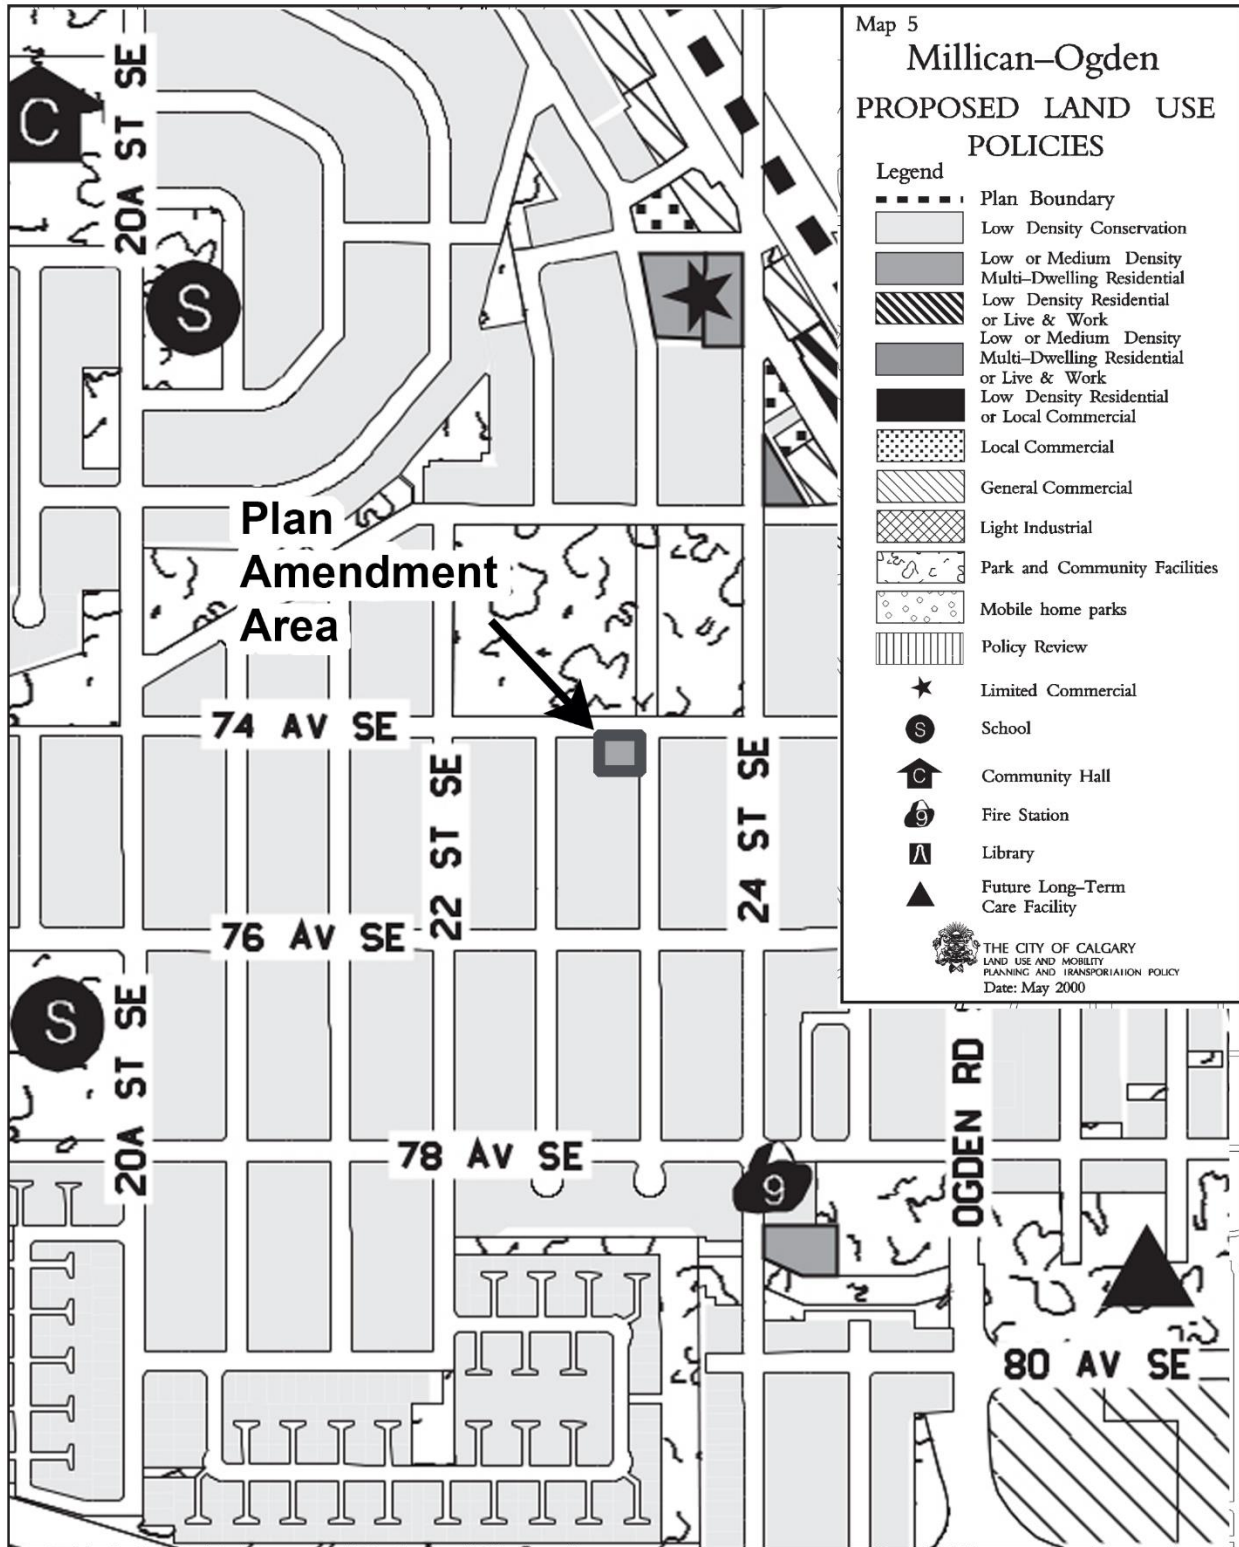 Map 5
Millican–Ogden
PROPOSED LAND USE
POLICIES
Legend
Plan Boundary
Low Density Conservation
Low or Medium Density
Multi–Dwelling Residential
Low Density Residential
or Live & Work
Low or Medium Density
Multi–Dwelling Residential
or Live & Work
Low Density Residential
or Local Commercial
Local Commercial
General Commercial
Light Industrial
Park and Community Facilities
Mobile home parks
Policy Review
Limited Commercial
S
School
C
Community Hall
9
Fire Station
Library
Future Long–Term
Care Facility
THE CITY OF CALGARY
LAND USE AND MOBILITY
PLANNING AND TRANSPORTATION POLICY
Date: May 2000
C
20A ST SE
S
Plan
Amendment
Area
74 AV SE
22 ST SE
24 ST SE
76 AV SE
S
20A ST SE
OGDEN RD
78 AV SE
9
80 AV SE